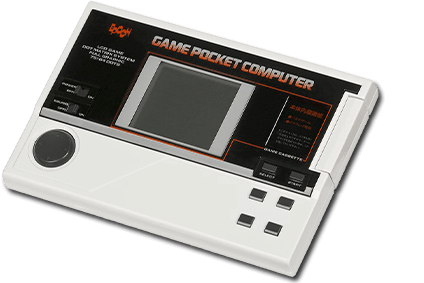 EPOCH
LCD GAME
DOT MATRIX SYSTEM
FULL GRAPHIC
75×64 DOTS
GAME POCKET COMPUTER
POWER
OFF
ON
SOUND
OFF
ON
GAME CASSETTE
SELECT
START